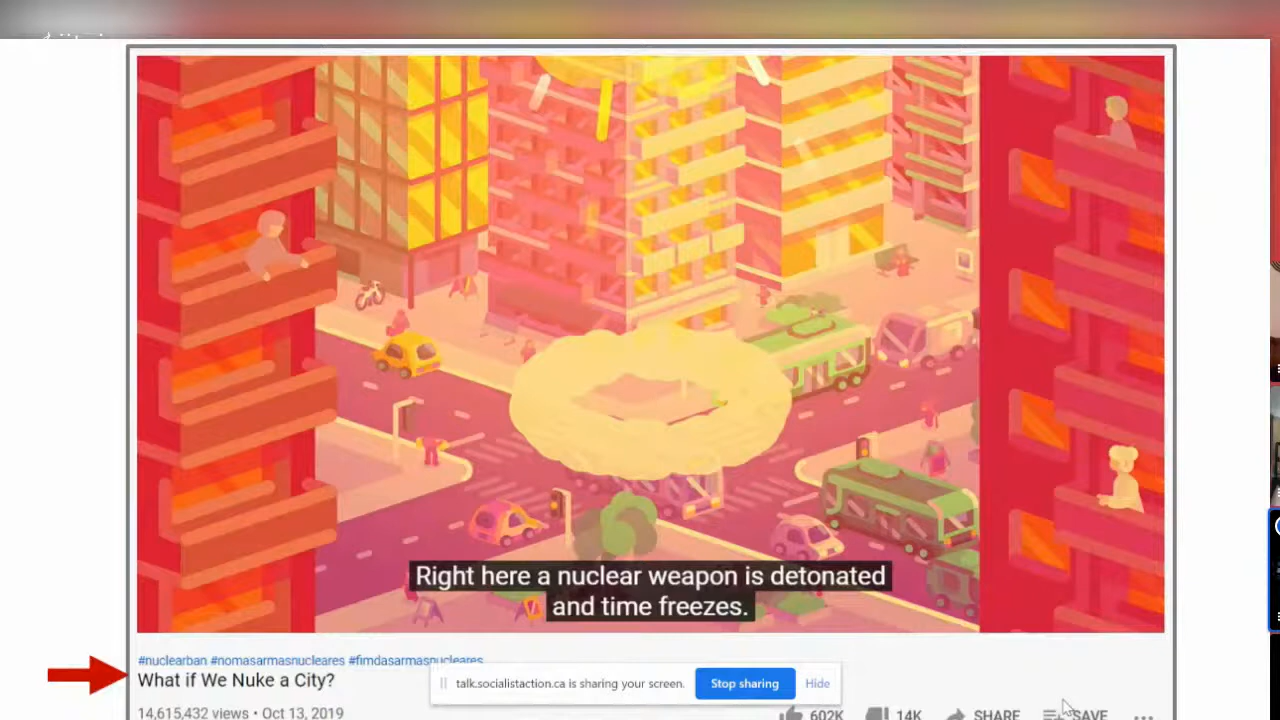 Right here a nuclear weapon is detonated
and time freezes.
#nuclearban #nomasarmasnucleares #fimdasarmasnucleares
What if We Nuke a City?
talk.socialistaction.ca is sharing your screen. Stop sharing Hide
14,615,432 views • Oct 13, 2019 602K 14K SHARE SAVE